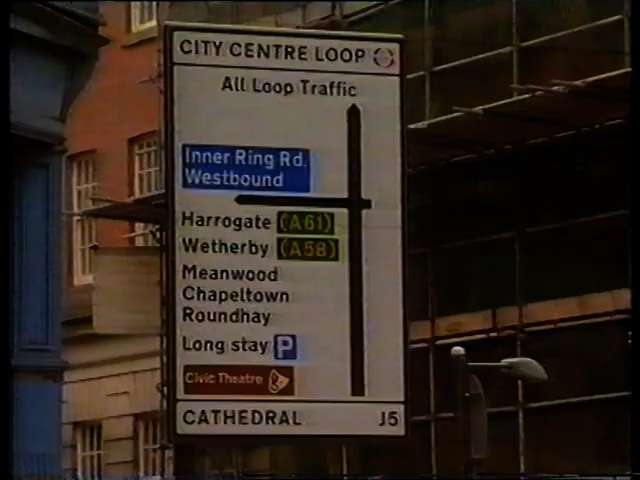 CITY CENTRE LOOP
All Loop Traffic
Inner Ring Rd.
Westbound
Harrogate (A61)
Wetherby (A58)
Meanwood
Chapeltown
Roundhay
Long stay P
Civic Theatre
CATHEDRAL J5